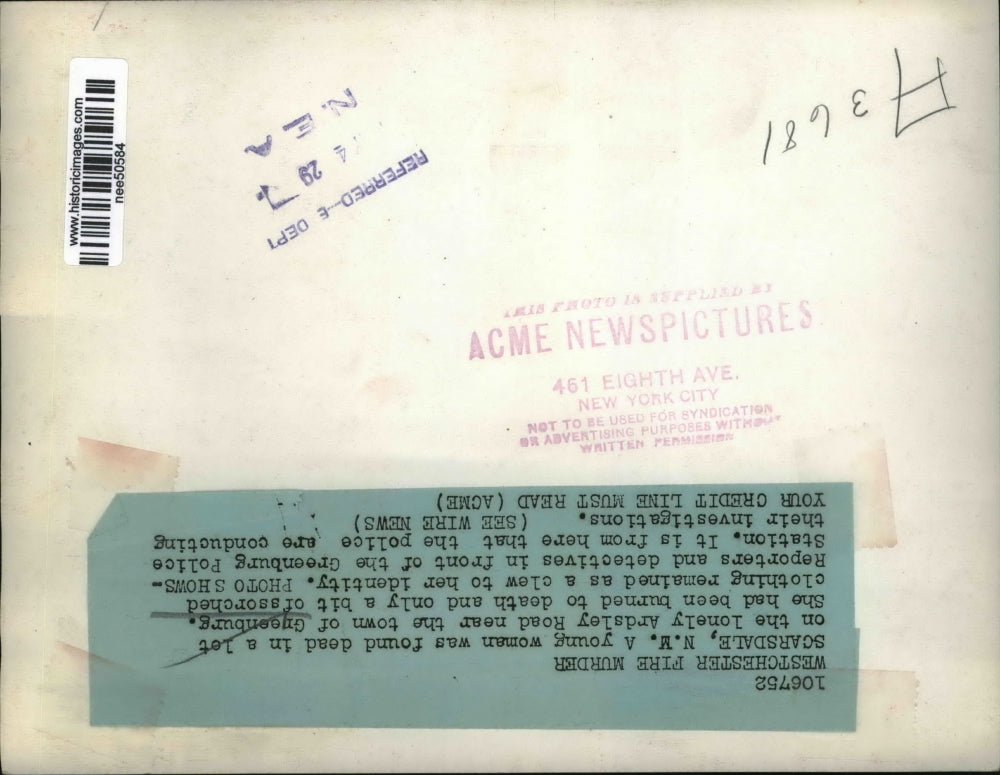 www.historicimages.com
nee50584
N E A
4 29
REFERRED—E DEPT
A 3681
THIS PHOTO IS SUPPLIED BY
ACME NEWSPICTURES
461 EIGHTH AVE.
NEW YORK CITY
NOT TO BE USED FOR SYNDICATION
OR ADVERTISING PURPOSES WITHOUT
WRITTEN PERMISSION
106752
WESTCHESTER FIRE MURDER
SCARSDALE, N.Y. A young woman was found dead in a lot
on the lonely Ardsley Road near the town of Greenburg.
She had been burned to death and only a bit of ssorched
clothing remained as a clew to her identity. PHOTO SHOWS-
Reporters and detectives in front of the Greenburg Police
Station. It is from here that the police are conducting
their investigations. (SEE WIRE NEWS)
YOUR CREDIT LINE MUST READ (ACME)